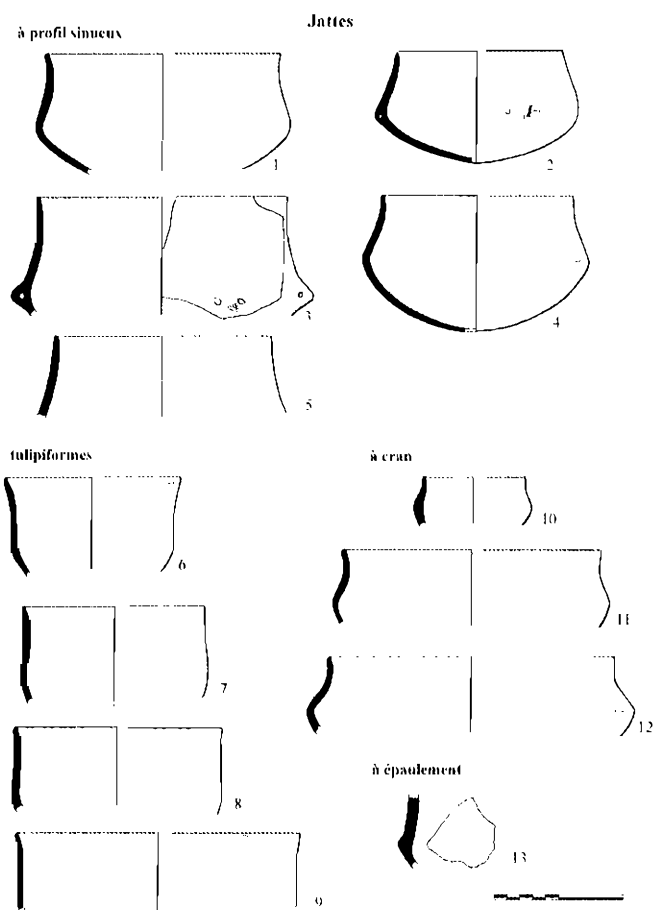 Jattes
à profil sinueux
1
2
3
4
5
tulipiformes
à cran
6
10
11
7
12
8
à épaulement
13
9